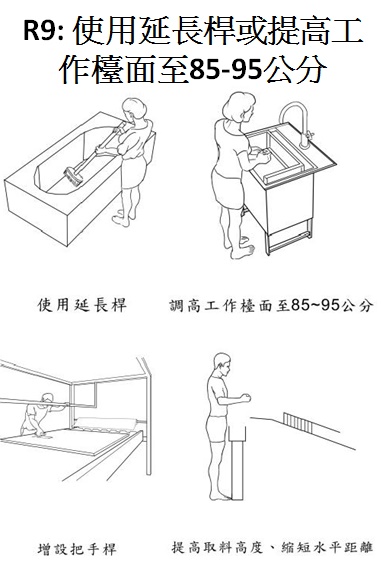 R9: 使用延長桿或提高工
作檯面至85-95公分
使用延長桿
調高工作檯面至85~95公分
增設把手桿
提高取料高度、縮短水平距離